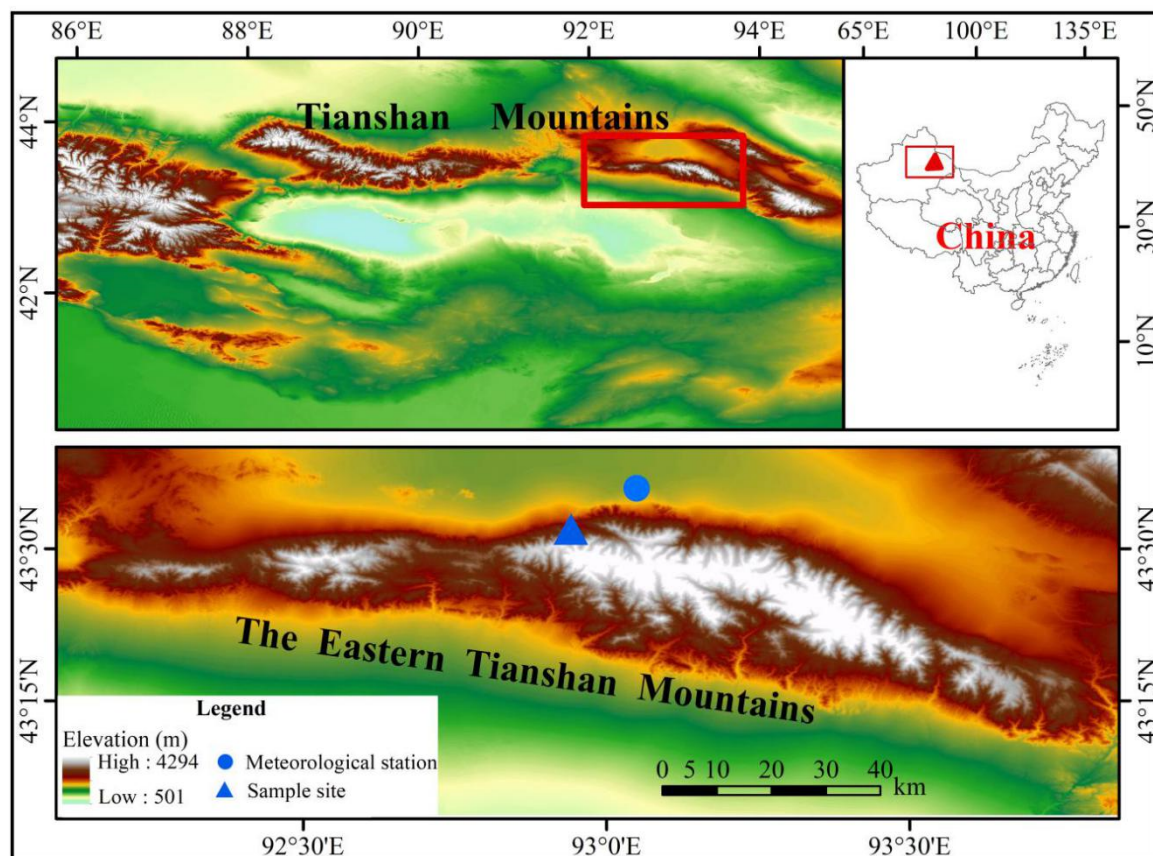 86°E 88°E 90°E 92°E 94°E 65°E 100°E 135°E
44°N
42°N
Tianshan Mountains
50°N
30°N
10°N
China
43°30'N
43°15'N
43°30'N
43°15'N
The Eastern Tianshan Mountains
Legend
Elevation (m)
High : 4294
Low : 501
Meteorological station
Sample site
0 5 10 20 30 40
km
92°30'E 93°0'E 93°30'E